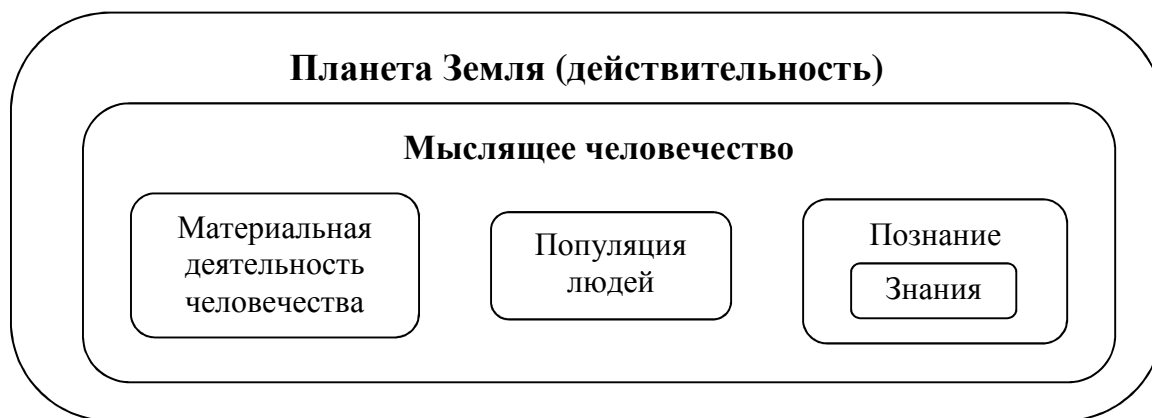 Планета Земля (действительность)
Мыслящее человечество
Материальная
деятельность
человечества
Популяция
людей
Познание
Знания